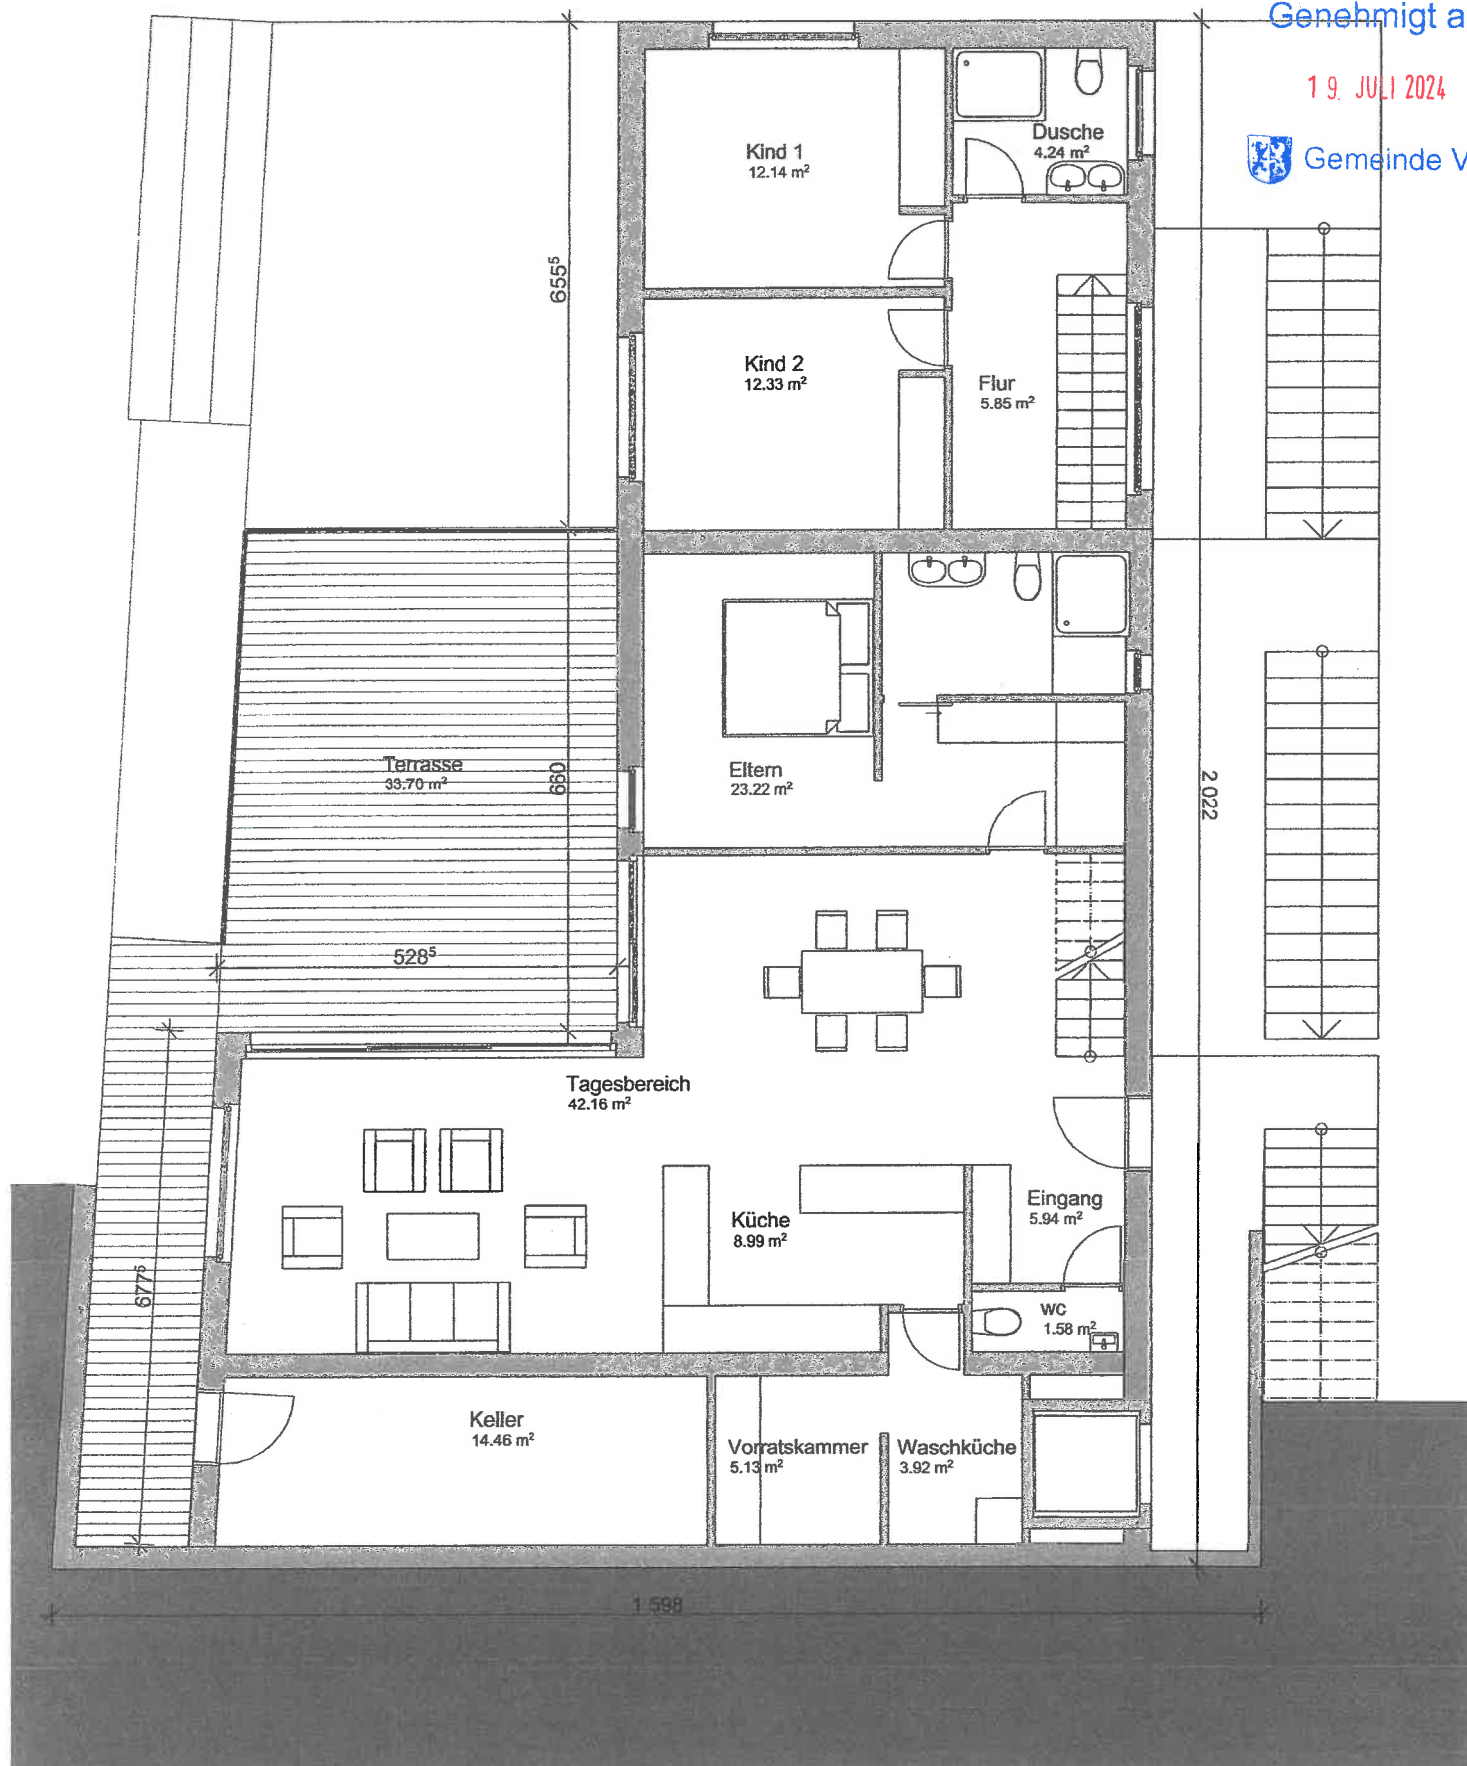 Genehmigt a
19. JULI 2024
Gemeinde V
Kind 1
12.14 m²
Dusche
4.24 m²
655⁵
Kind 2
12.33 m²
Flur
5.85 m²
Terrasse
33.70 m²
660
Eltern
23.22 m²
2 022
528⁵
Tagesbereich
42.16 m²
Küche
8.99 m²
Eingang
5.94 m²
677⁵
WC
1.58 m²
Keller
14.46 m²
Vorratskammer
5.13 m²
Waschküche
3.92 m²
1 598